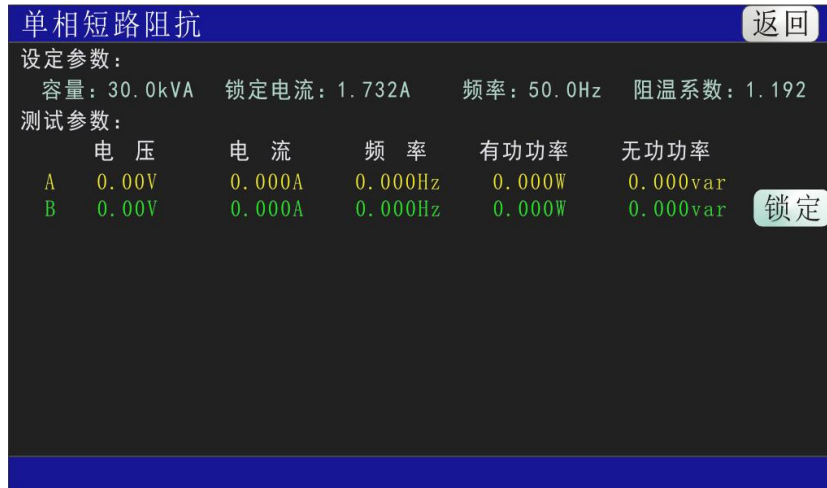 单相短路阻抗 返回
设定参数：
容量：30.0kVA 锁定电流：1.732A 频率：50.0Hz 阻温系数：1.192
测试参数：
电 压 电 流 频 率 有功功率 无功功率
A 0.00V 0.000A 0.000Hz 0.000W 0.000var
B 0.00V 0.000A 0.000Hz 0.000W 0.000var 锁定